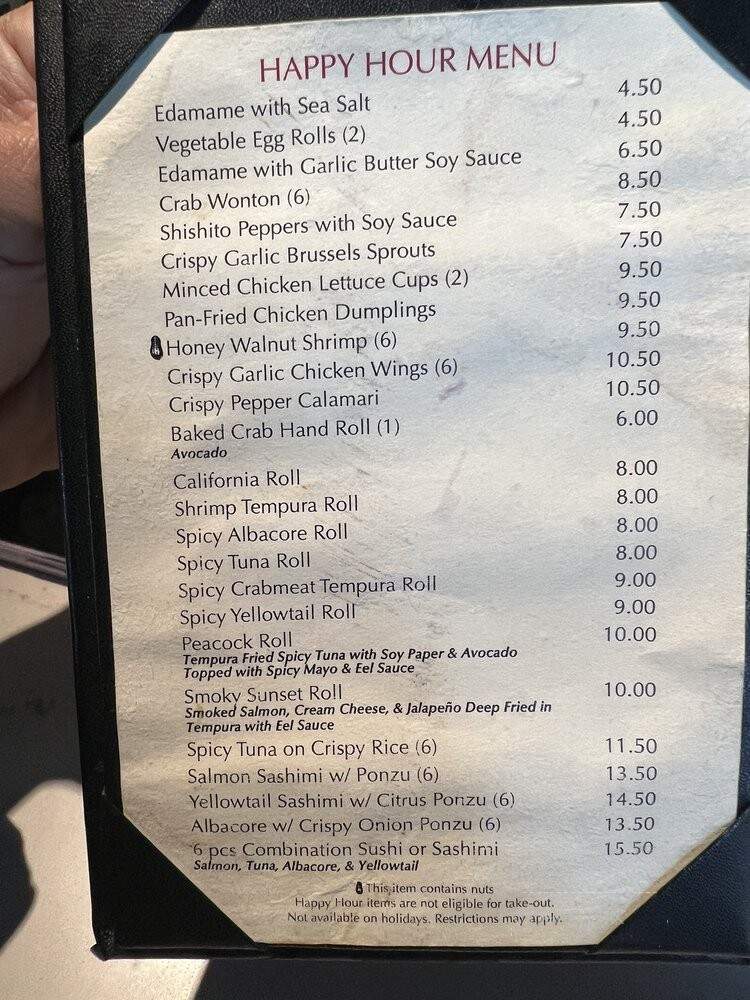 HAPPY HOUR MENU
Edamame with Sea Salt 4.50
Vegetable Egg Rolls (2) 4.50
Edamame with Garlic Butter Soy Sauce 6.50
Crab Wonton (6) 8.50
Shishito Peppers with Soy Sauce 7.50
Crispy Garlic Brussels Sprouts 7.50
Minced Chicken Lettuce Cups (2) 9.50
Pan-Fried Chicken Dumplings 9.50
Honey Walnut Shrimp (6) 9.50
Crispy Garlic Chicken Wings (6) 10.50
Crispy Pepper Calamari 10.50
Baked Crab Hand Roll (1) 6.00
Avocado
California Roll 8.00
Shrimp Tempura Roll 8.00
Spicy Albacore Roll 8.00
Spicy Tuna Roll 8.00
Spicy Crabmeat Tempura Roll 9.00
Spicy Yellowtail Roll 9.00
Peacock Roll 10.00
Tempura Fried Spicy Tuna with Soy Paper & Avocado
Topped with Spicy Mayo & Eel Sauce
Smoky Sunset Roll 10.00
Smoked Salmon, Cream Cheese, & Jalapeño Deep Fried in
Tempura with Eel Sauce
Spicy Tuna on Crispy Rice (6) 11.50
Salmon Sashimi w/ Ponzu (6) 13.50
Yellowtail Sashimi w/ Citrus Ponzu (6) 14.50
Albacore w/ Crispy Onion Ponzu (6) 13.50
6 pcs Combination Sushi or Sashimi 15.50
Salmon, Tuna, Albacore, & Yellowtail
This item contains nuts
Happy Hour items are not eligible for take-out.
Not available on holidays. Restrictions may apply.